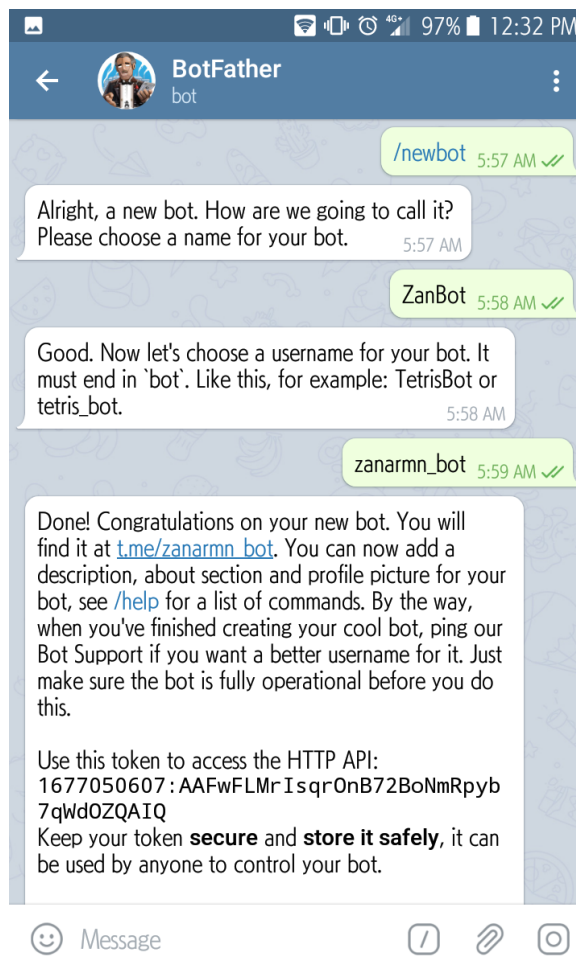 4G+ 97% 12:32 PM
BotFather
bot
/newbot 5:57 AM
Alright, a new bot. How are we going to call it?
Please choose a name for your bot. 5:57 AM
ZanBot 5:58 AM
Good. Now let's choose a username for your bot. It
must end in `bot`. Like this, for example: TetrisBot or
tetris_bot. 5:58 AM
zanarmn_bot 5:59 AM
Done! Congratulations on your new bot. You will
find it at t.me/zanarmn_bot. You can now add a
description, about section and profile picture for your
bot, see /help for a list of commands. By the way,
when you've finished creating your cool bot, ping our
Bot Support if you want a better username for it. Just
make sure the bot is fully operational before you do
this.
Use this token to access the HTTP API:
1677050607:AAFwFLMrIsqrOnB72BoNmRpyb
7qWdOZQAIQ
Keep your token secure and store it safely, it can
be used by anyone to control your bot.
Message